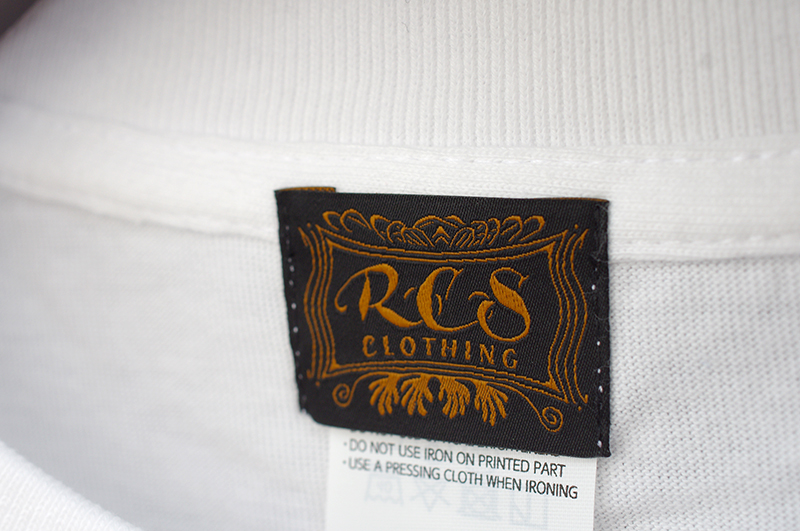 RCS
CLOTHING
・DO NOT USE IRON ON PRINTED PART
・USE A PRESSING CLOTH WHEN IRONING